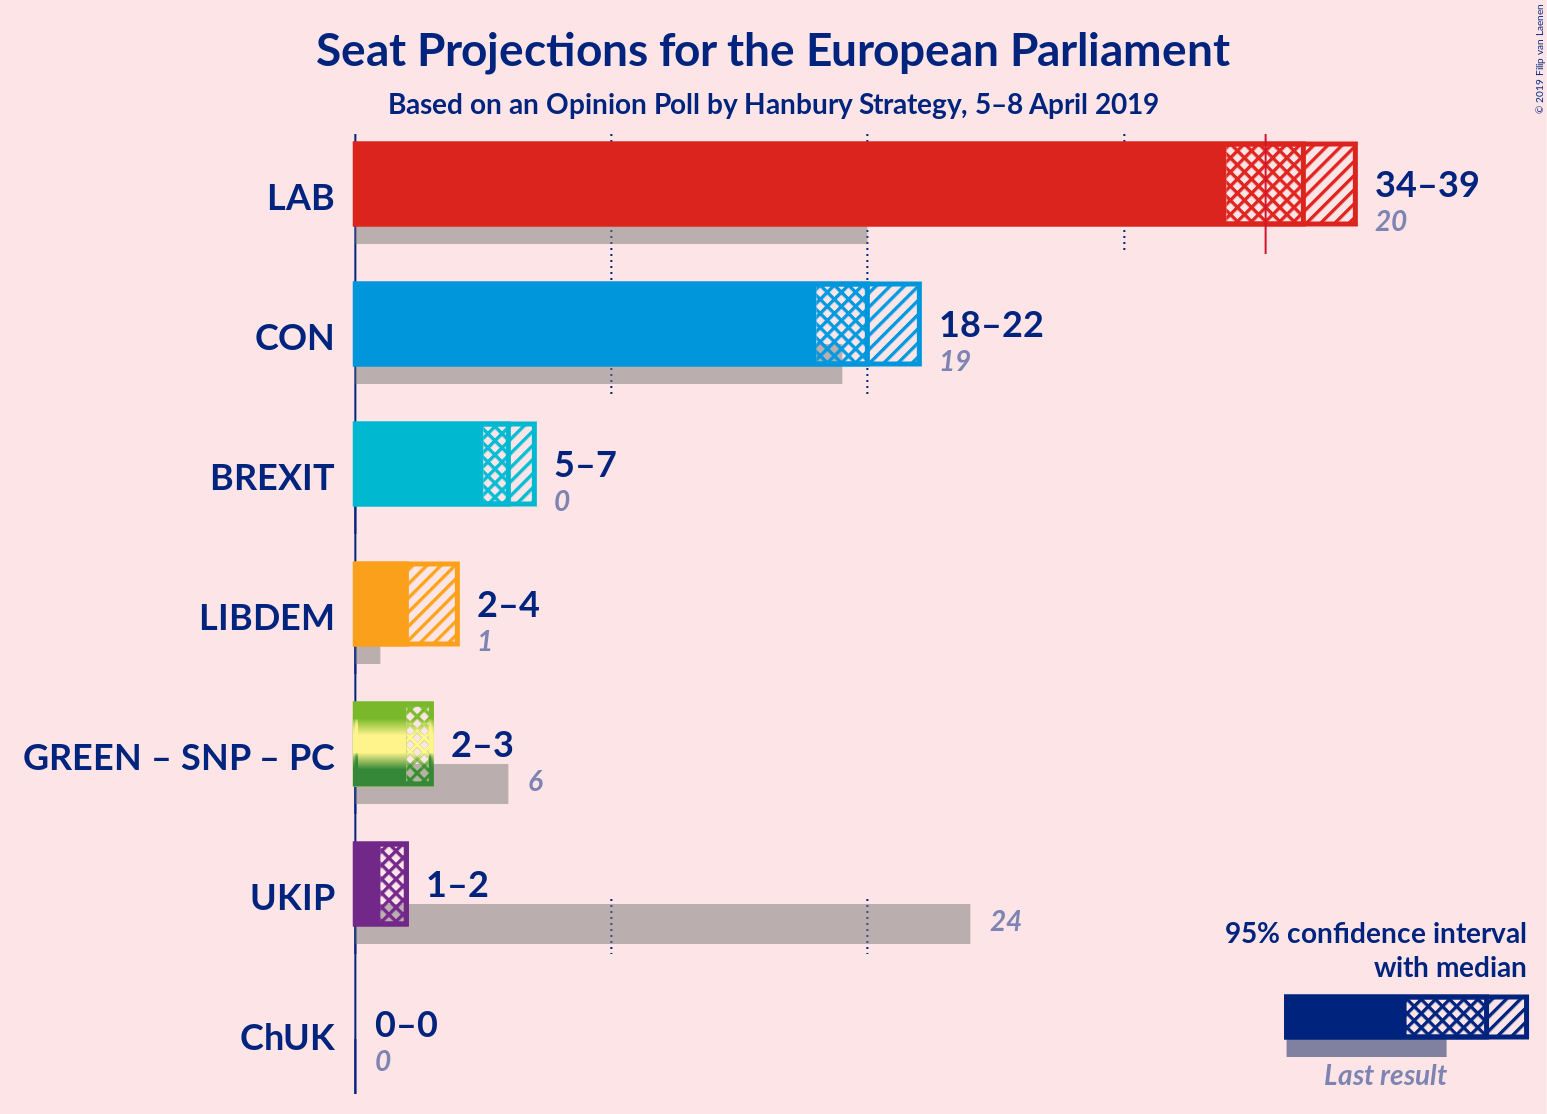 Seat Projections for the European Parliament
Based on an Opinion Poll by Hanbury Strategy, 5–8 April 2019
© 2019 Filip van Laenen
LAB
34–39
20
CON
18–22
19
BREXIT
5–7
0
LIBDEM
2–4
1
GREEN – SNP – PC
2–3
6
UKIP
1–2
24
ChUK
0–0
0
95% confidence interval
with median
Last result